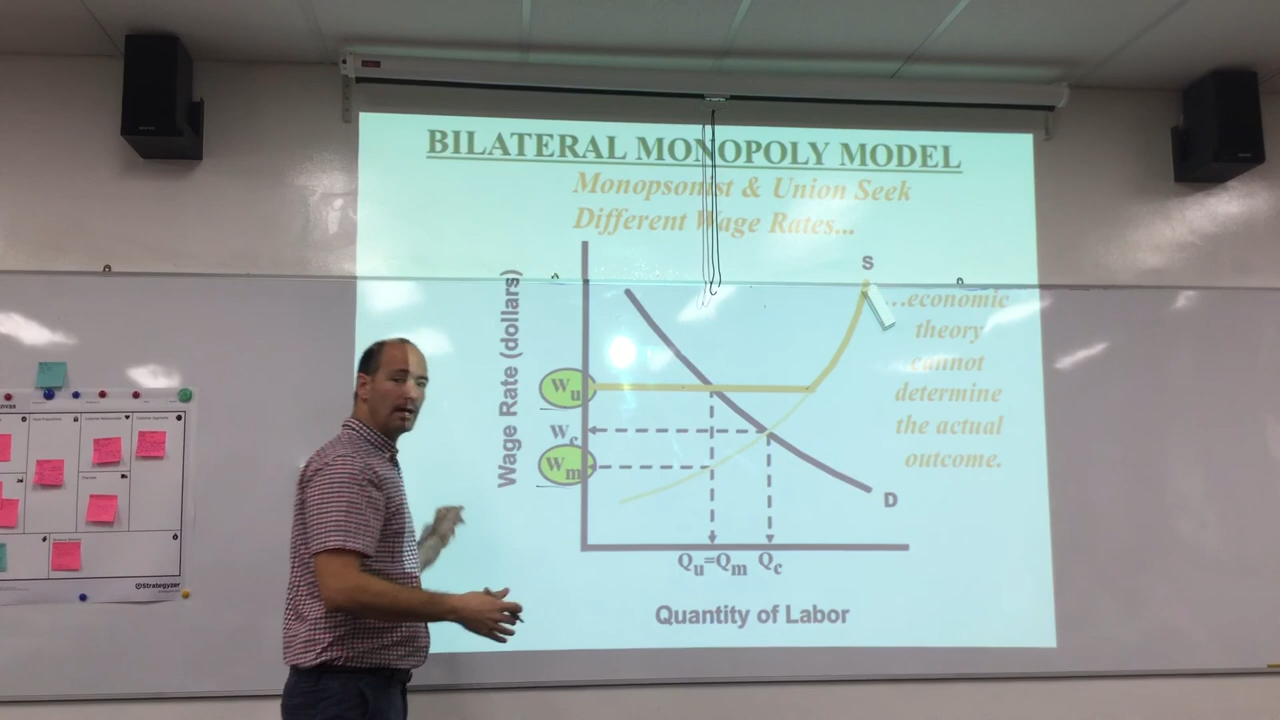 BILATERAL MONOPOLY MODEL
Monopsonist & Union Seek
Different Wage Rates...
S
Wage Rate (dollars)
...economic
theory
cannot
determine
the actual
outcome.
Wu
Wc
Wm
D
Qu=Qm Qc
Quantity of Labor
Strategyzer